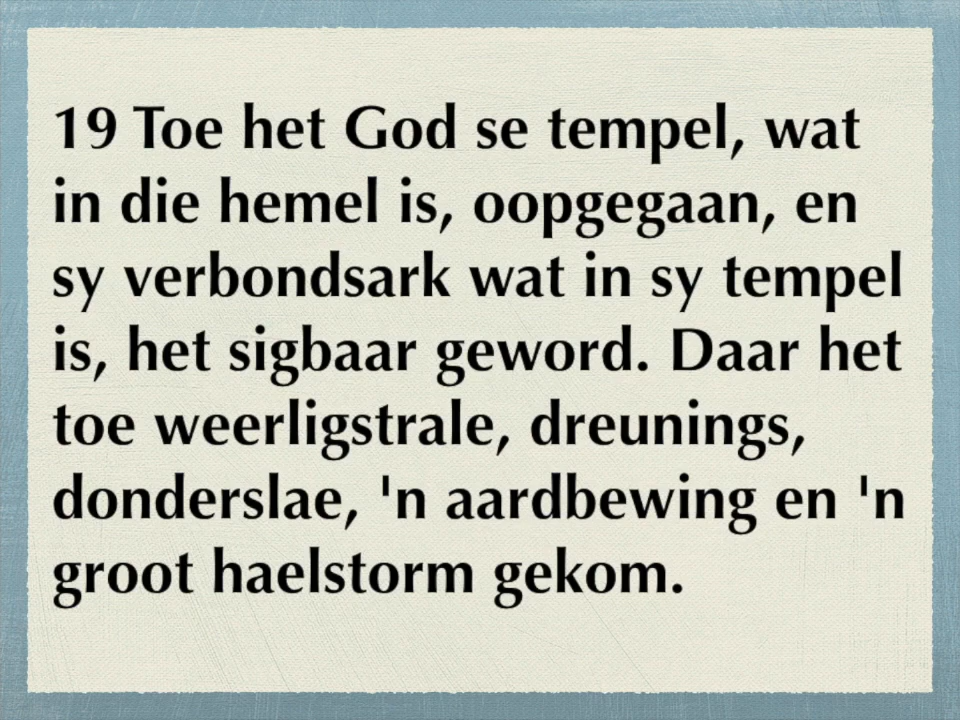 19 Toe het God se tempel, wat
in die hemel is, oopgegaan, en
sy verbondsark wat in sy tempel
is, het sigbaar geword. Daar het
toe weerligstrale, dreunings,
donderslae, 'n aardbewing en 'n
groot haelstorm gekom.